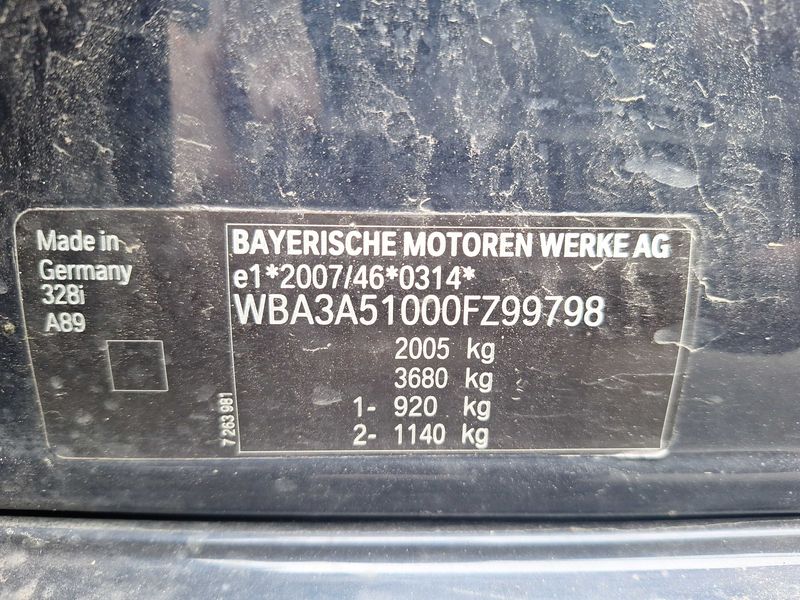 Made in
Germany
328i
A89
BAYERISCHE MOTOREN WERKE AG
e1*2007/46*0314*
WBA3A51000FZ99798
2005 kg
3680 kg
1- 920 kg
2- 1140 kg
7 263 981